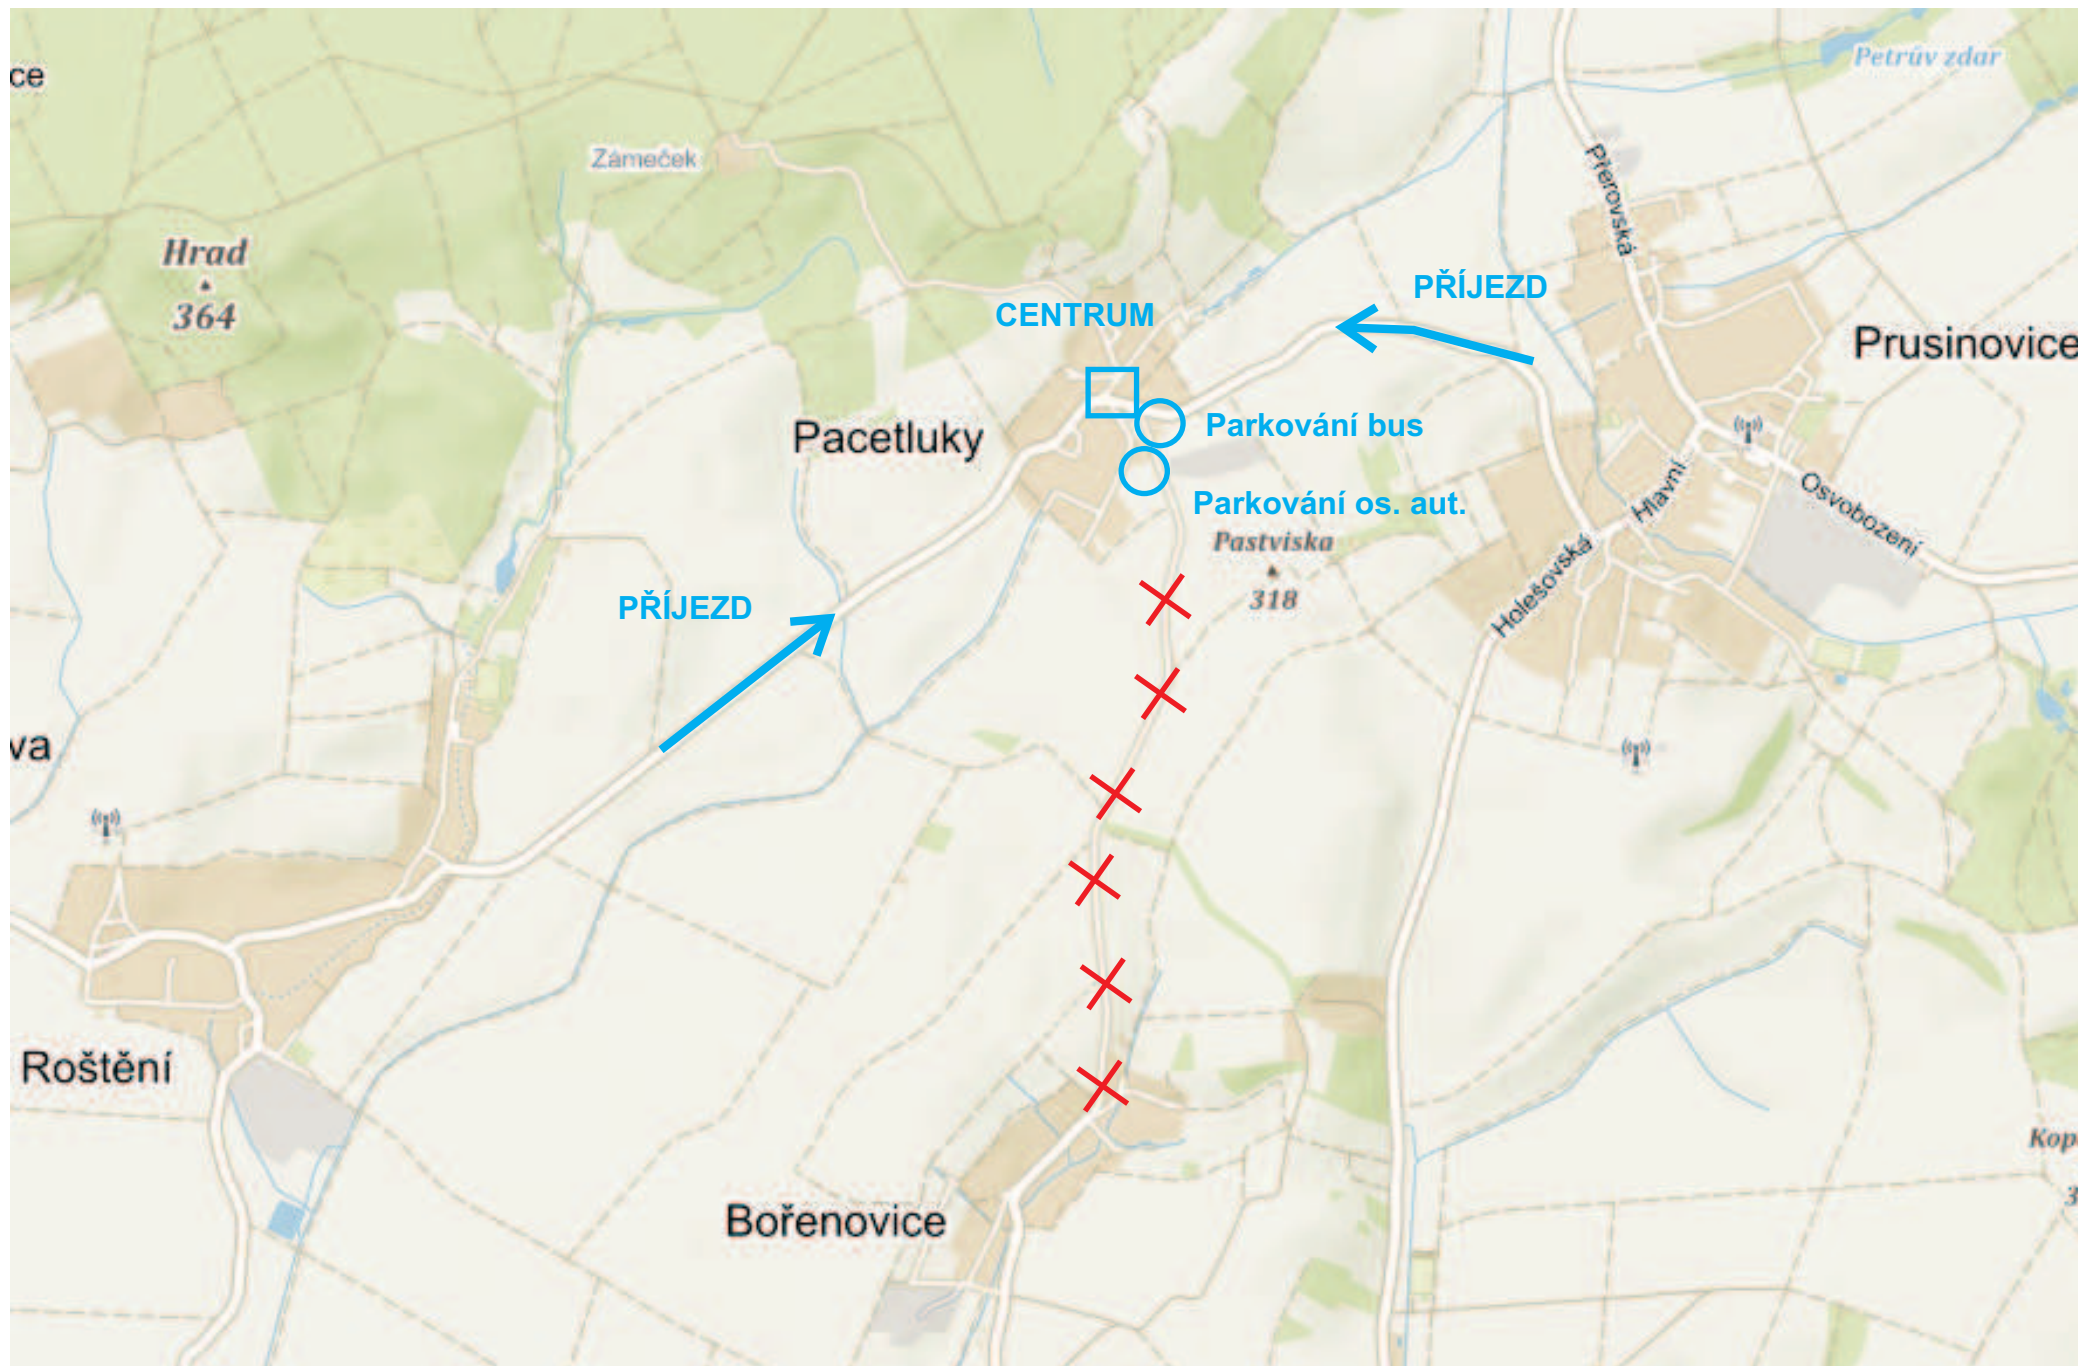 ce
Petrův zdar
Zámeček
Přerovská
Hrad
364
PŘÍJEZD
CENTRUM
Prusinovice
Parkování bus
Pacetluky
Hlavní
Osvobození
Parkování os. aut.
Pastviska
318
Holešovská
PŘÍJEZD
va
Roštění
Kop
3
Bořenovice